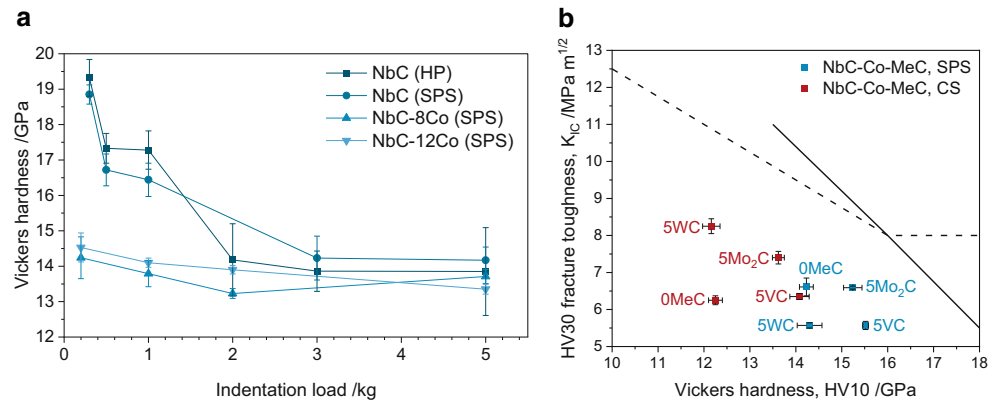 a
20
19
18
17
16
15
14
13
12
0
1
2
3
4
5
Vickers hardness /GPa
Indentation load /kg
NbC (HP)
NbC (SPS)
NbC-8Co (SPS)
NbC-12Co (SPS)
b
13
12
11
10
9
8
7
6
5
10
11
12
13
14
15
16
17
18
HV30 fracture toughness, K_IC /MPa m^1/2
Vickers hardness, HV10 /GPa
NbC-Co-MeC, SPS
NbC-Co-MeC, CS
5WC
5Mo₂C
0MeC
0MeC
5VC
5Mo₂C
5WC
5VC